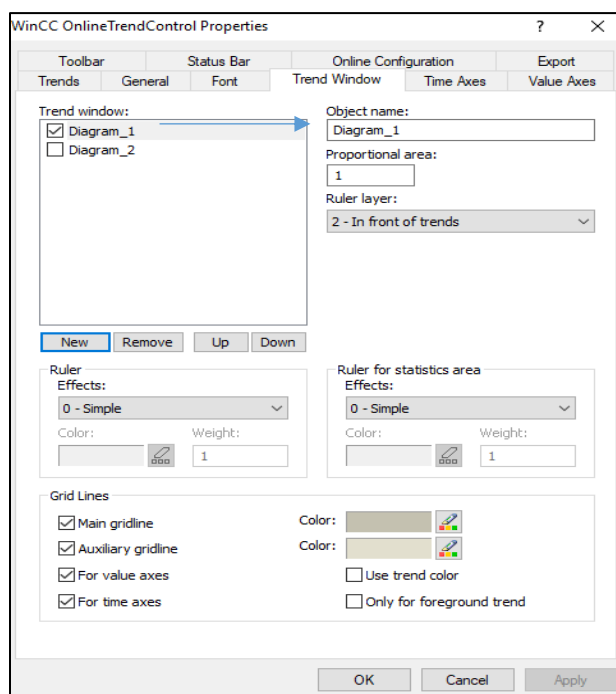 WinCC OnlineTrendControl Properties ? ✕
Toolbar Status Bar Online Configuration Export
Trends General Font Trend Window Time Axes Value Axes
Trend window:
Diagram_1
Diagram_2
Object name:
Diagram_1
Proportional area:
1
Ruler layer:
2 - In front of trends
New Remove Up Down
Ruler
Effects:
0 - Simple
Color: Weight:
1
Ruler for statistics area
Effects:
0 - Simple
Color: Weight:
1
Grid Lines
Main gridline Color:
Auxiliary gridline Color:
For value axes Use trend color
For time axes Only for foreground trend
OK Cancel Apply